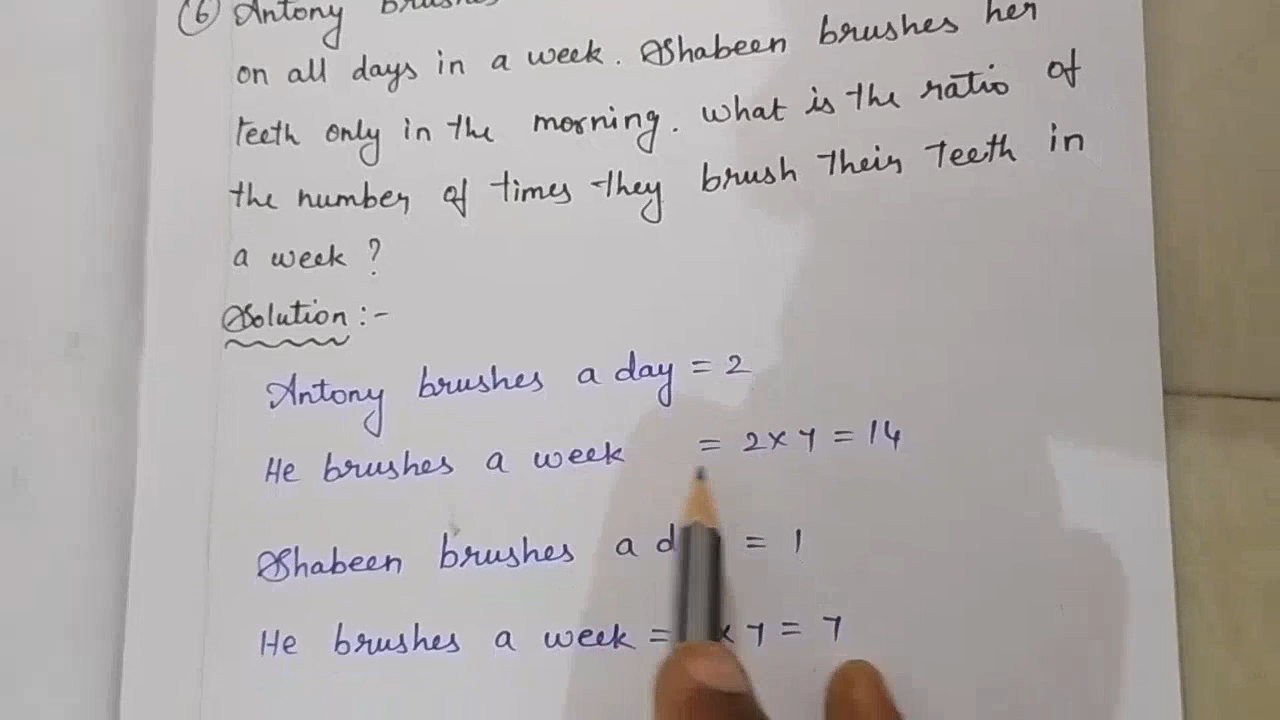 (6) Antony Brushes
on all days in a week. Shabeen brushes her
teeth only in the morning. What is the ratio of
the number of times they brush their teeth in
a week ?
Solution :-
Antony brushes a day = 2
He brushes a week = 2 x 7 = 14
Shabeen brushes a = 1
He brushes a week = x 7 = 7